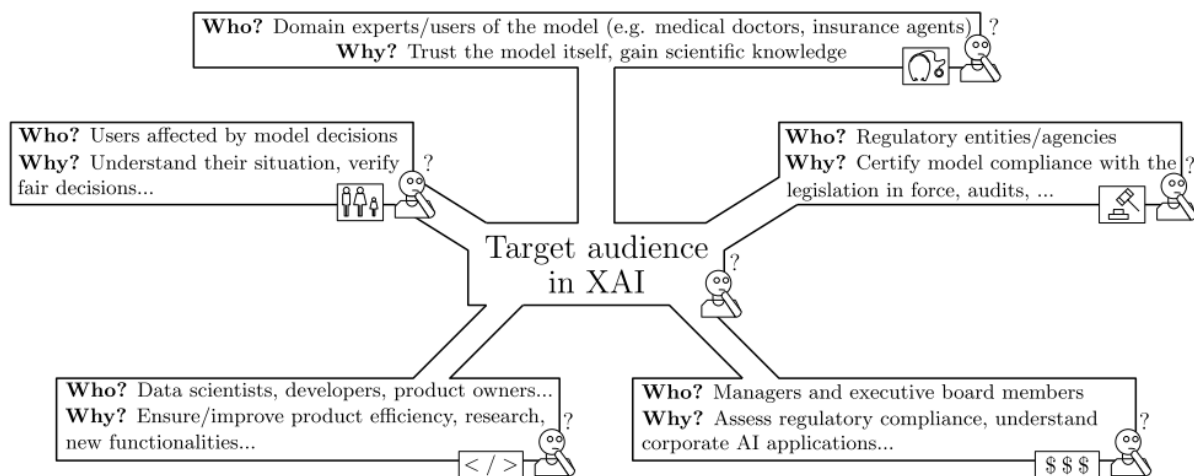 Who? Domain experts/users of the model (e.g. medical doctors, insurance agents)
?
Why? Trust the model itself, gain scientific knowledge
Who? Users affected by model decisions
Why? Understand their situation, verify
?
fair decisions...
Who? Regulatory entities/agencies
Why? Certify model compliance with the
?
legislation in force, audits, ...
Target audience
?
in XAI
Who? Data scientists, developers, product owners...
Why? Ensure/improve product efficiency, research,
?
new functionalities...
< / >
Who? Managers and executive board members
Why? Assess regulatory compliance, understand
?
corporate AI applications...
$ $ $